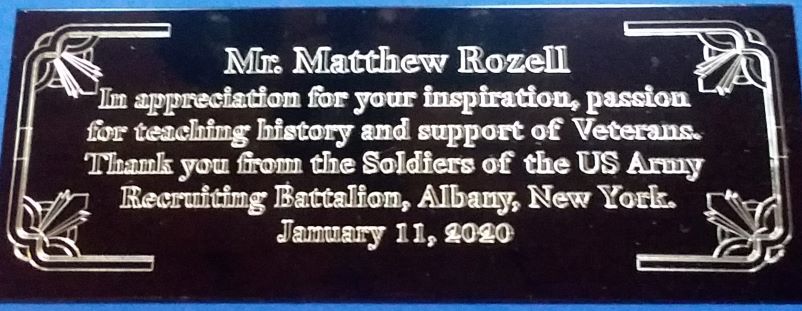 Mr. Matthew Rozell
In appreciation for your inspiration, passion
for teaching history and support of Veterans.
Thank you from the Soldiers of the US Army
Recruiting Battalion, Albany, New York.
January 11, 2020